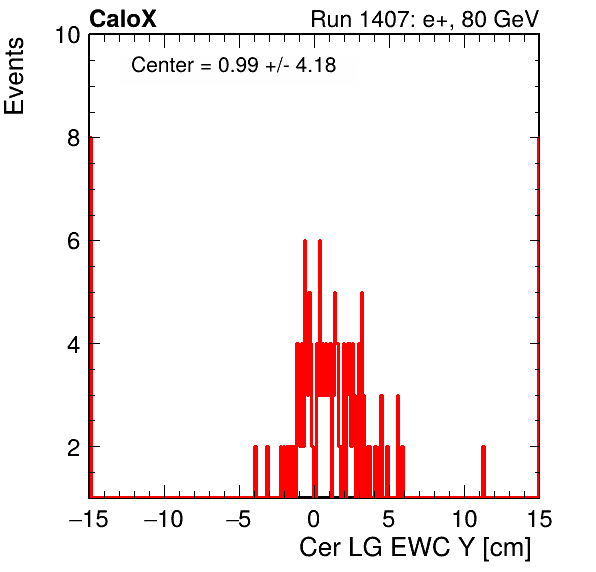 CaloX Run 1407: e+, 80 GeV
Events
Center = 0.99 +/- 4.18
10
8
6
4
2
−15 −10 −5 0 5 10 15
Cer LG EWC Y [cm]